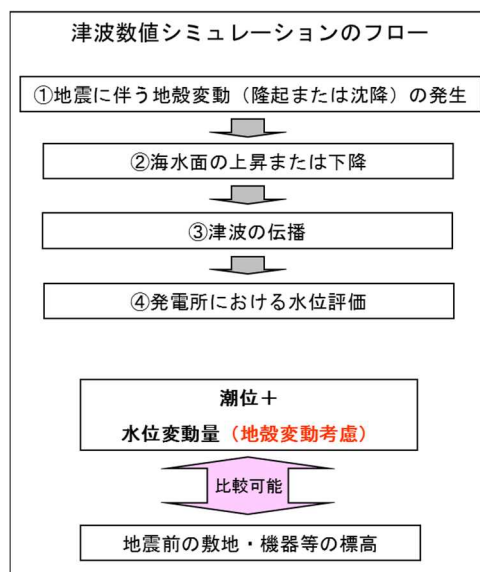 津波数値シミュレーションのフロー
①地震に伴う地殻変動（隆起または沈降）の発生
②海水面の上昇または下降
③津波の伝播
④発電所における水位評価
潮位＋
水位変動量（地殻変動考慮）
比較可能
地震前の敷地・機器等の標高